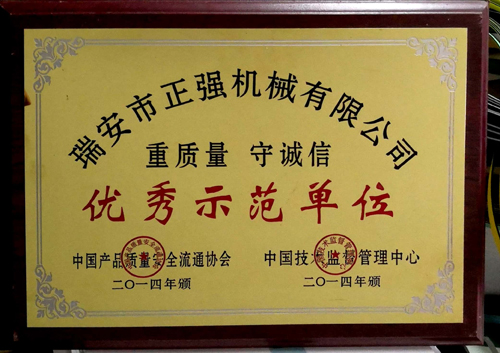 瑞安市正强机械有限公司
重质量 守诚信
优秀示范单位
中国产品质量安全流通协会 中国技术监督管理中心
二〇一四年颁 二〇一四年颁